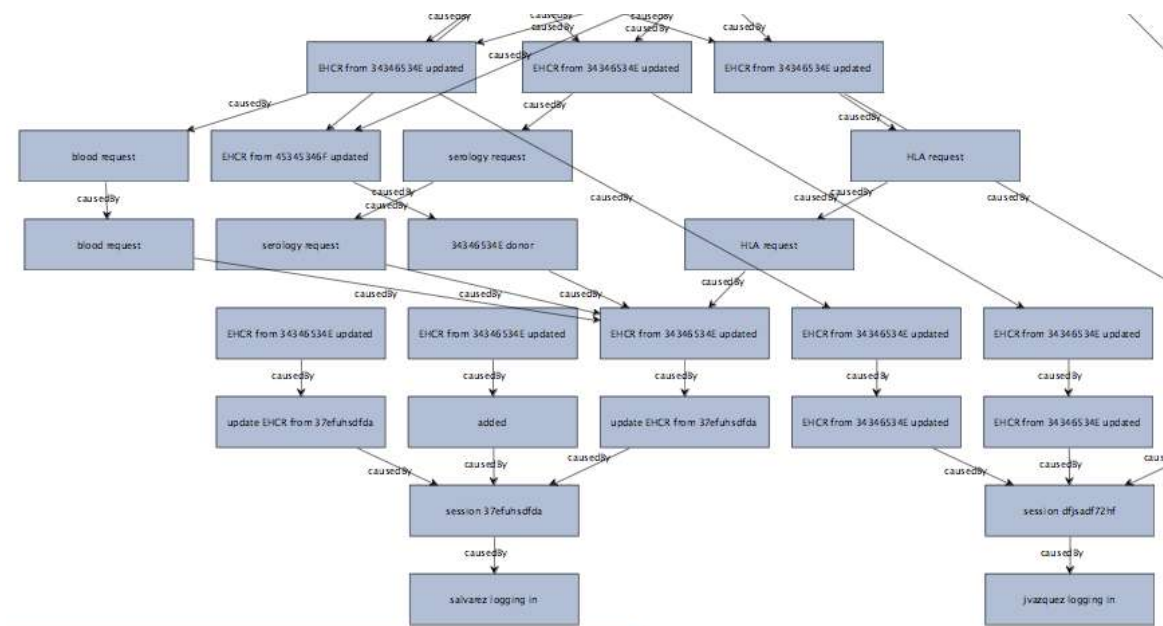 causedBy
causedBy
causedBy
causedBy
causedBy
causedBy
causedBy
EHCR from 34346534E updated
EHCR from 34346534E updated
EHCR from 34346534E updated
causedBy
causedBy
causedBy
blood request
EHCR from 45345346F updated
serology request
HLA request
causedBy
causedBy
causedBy
causedBy
causedBy
causedBy
blood request
serology request
34346534E donor
HLA request
causedBy
causedBy
causedBy
causedBy
EHCR from 34346534E updated
EHCR from 34346534E updated
EHCR from 34346534E updated
EHCR from 34346534E updated
EHCR from 34346534E updated
causedBy
causedBy
causedBy
causedBy
causedBy
update EHCR from 37efuhsdfda
added
update EHCR from 37efuhsdfda
EHCR from 34346534E updated
EHCR from 34346534E updated
causedBy
causedBy
causedBy
causedBy
causedBy
cau
session 37efuhsdfda
session dfjsadf72hf
causedBy
causedBy
salvarez logging in
jvazquez logging in